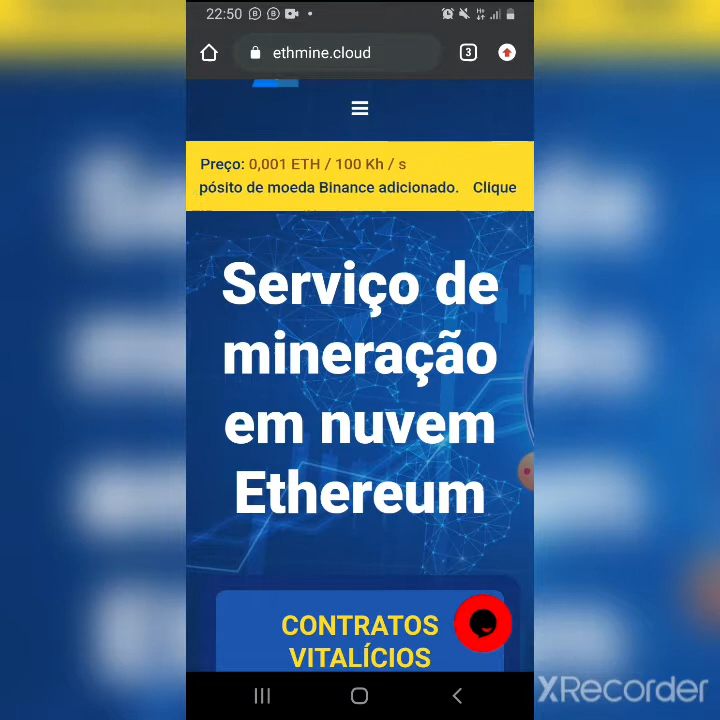 22:50
ethmine.cloud
3
Preço: 0,001 ETH / 100 Kh / s
pósito de moeda Binance adicionado. Clique
Serviço de
mineração
em nuvem
Ethereum
CONTRATOS
VITALÍCIOS
XRecorder